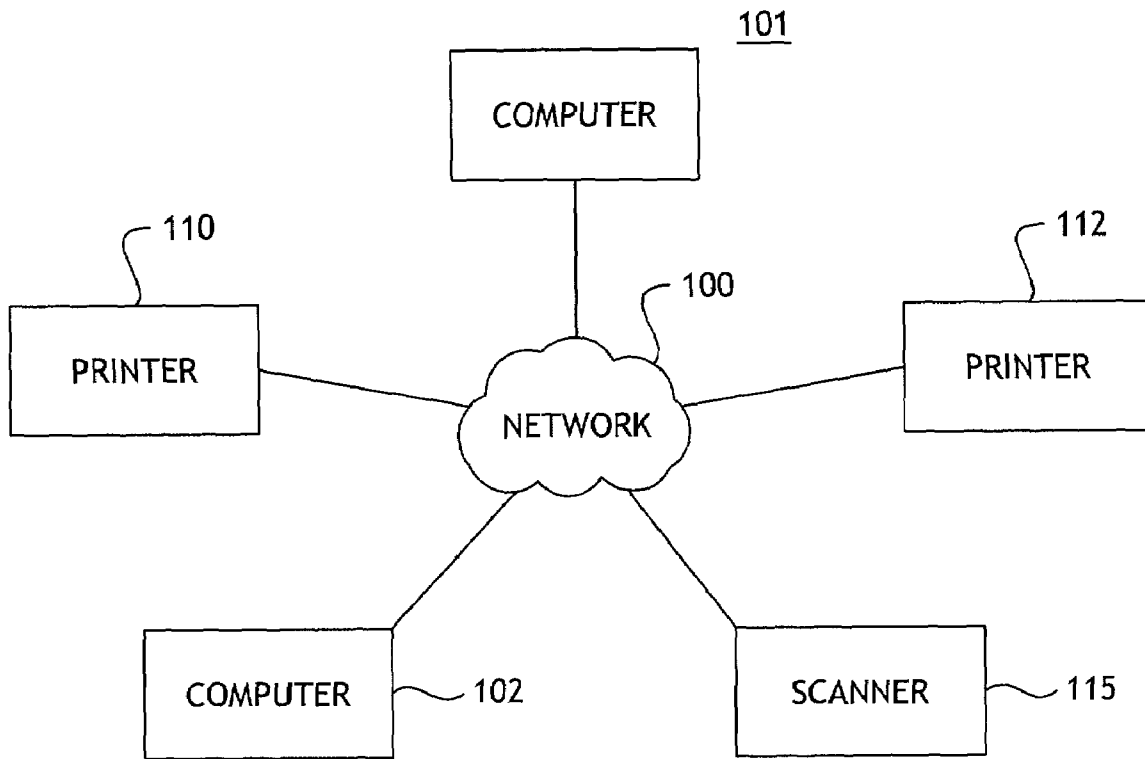 101
COMPUTER
110
112
100
PRINTER
PRINTER
NETWORK
COMPUTER
102
SCANNER
115